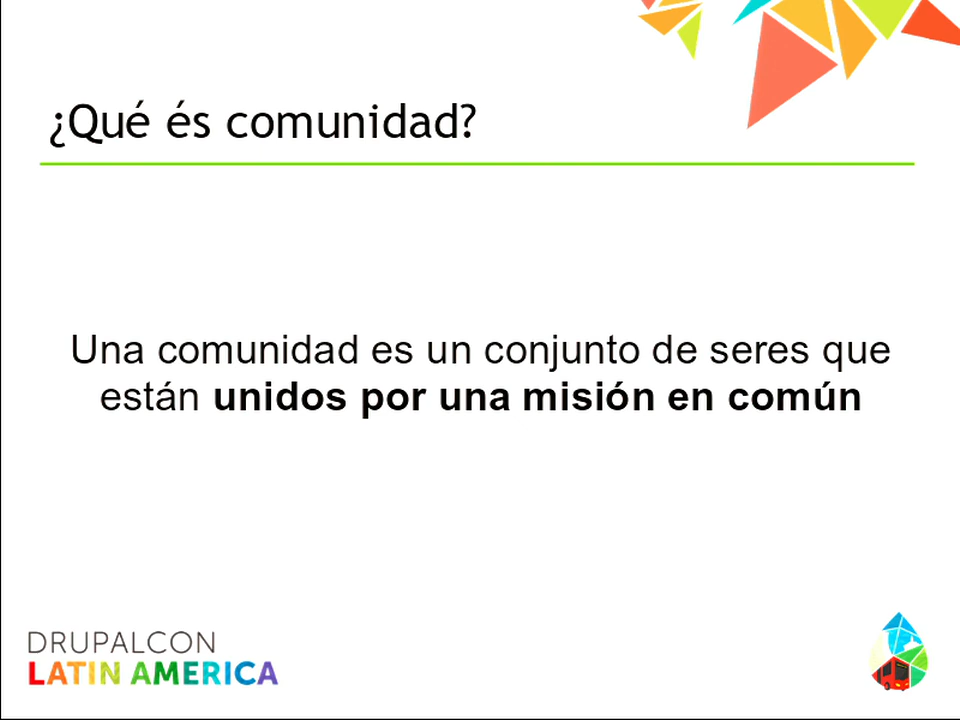 ¿Qué és comunidad?
Una comunidad es un conjunto de seres que
están unidos por una misión en común
DRUPALCON
LATIN AMERICA